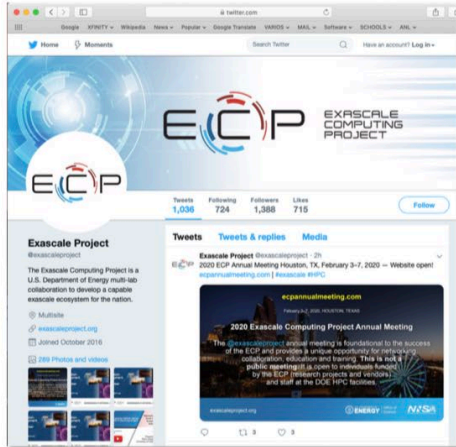 twitter.com
Google XFINITY Wikipedia News Popular Google Translate VARIOS MAIL Software SCHOOLS ANL
Home Moments Search Twitter Have an account? Log in
ECP EXASCALE
COMPUTING
PROJECT
ECP
Tweets Following Followers Likes
1,036 724 1,388 715
Follow
Exascale Project
@exascaleproject
The Exascale Computing Project is a
U.S. Department of Energy multi-lab
collaboration to develop a capable
exascale ecosystem for the nation.
Multisite
exascaleproject.org
Joined October 2016
289 Photos and videos
Tweets Tweets & replies Media
Exascale Project @exascaleproject · 2h
2020 ECP Annual Meeting Houston, TX, February 3–7, 2020 — Website open!
ecpannualmeeting.com | #exascale #HPC
ecpannualmeeting.com
February 3–7, 2020, HOUSTON, TEXAS
2020 Exascale Computing Project Annual Meeting
The @exascaleproject annual meeting is foundational to the success
of the ECP and provides a unique opportunity for networking,
collaboration, education and training. This is not a
public meeting;it is open to individuals funded
by the ECP (research projects and vendors)
and staff at the DOE HPC facilities.
exascaleproject.org ENERGY NNSA
3 3